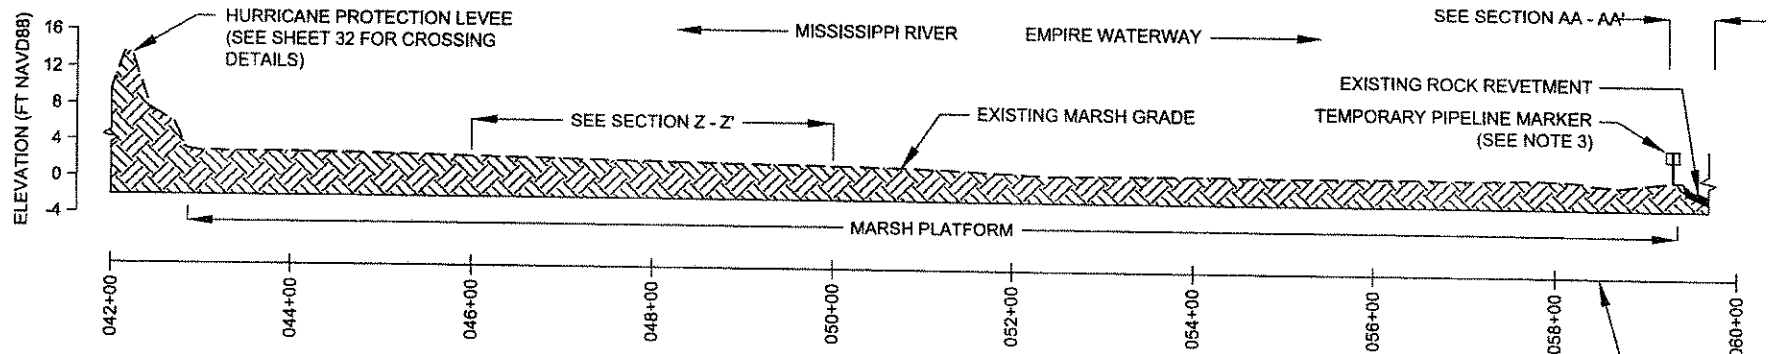 HURRICANE PROTECTION LEVEE
(SEE SHEET 32 FOR CROSSING
DETAILS)
MISSISSIPPI RIVER
EMPIRE WATERWAY
SEE SECTION AA - AA'
EXISTING ROCK REVETMENT
TEMPORARY PIPELINE MARKER
(SEE NOTE 3)
SEE SECTION Z - Z'
EXISTING MARSH GRADE
ELEVATION (FT NAVD88)
16
12
8
4
0
-4
MARSH PLATFORM
042+00
044+00
046+00
048+00
050+00
052+00
054+00
056+00
058+00
060+00